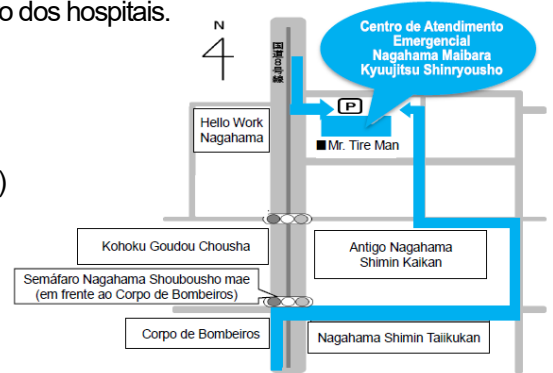 o dos hospitais.
N
国道8号線
Centro de Atendimento
Emergencial
Nagahama Maibara
Kyuujitsu Shinryousho
P
Hello Work
Nagahama
■Mr. Tire Man
)
Kohoku Goudou Chousha
Antigo Nagahama
Shimin Kaikan
Semáfaro Nagahama Shoubousho mae
(em frente ao Corpo de Bombeiros)
Corpo de Bombeiros
Nagahama Shimin Taiikukan